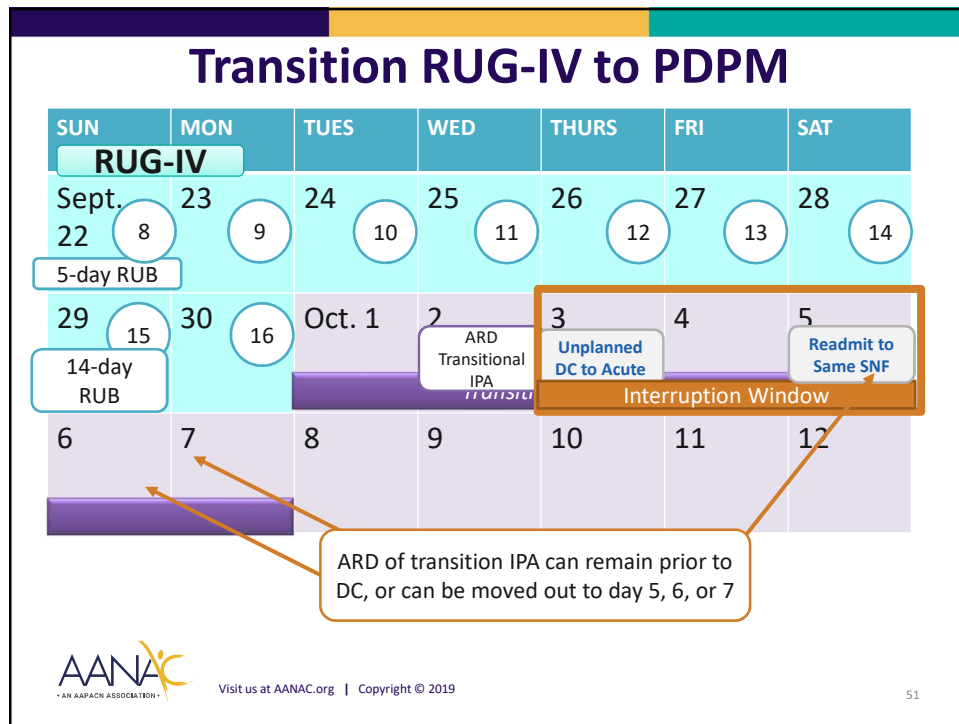 Transition RUG-IV to PDPM
SUN MON TUES WED THURS FRI SAT
RUG-IV
Sept. 22 8 23 9 24 10 25 11 26 12 27 13 28 14
5-day RUB
29 15 30 16 Oct. 1 2 3 4 5
14-day
RUB
ARD
Transitional
IPA
Unplanned
DC to Acute
Readmit to
Same SNF
Interruption Window
6 7 8 9 10 11 12
ARD of transition IPA can remain prior to
DC, or can be moved out to day 5, 6, or 7
AANAC
• AN AAPACN ASSOCIATION •
Visit us at AANAC.org | Copyright © 2019
51